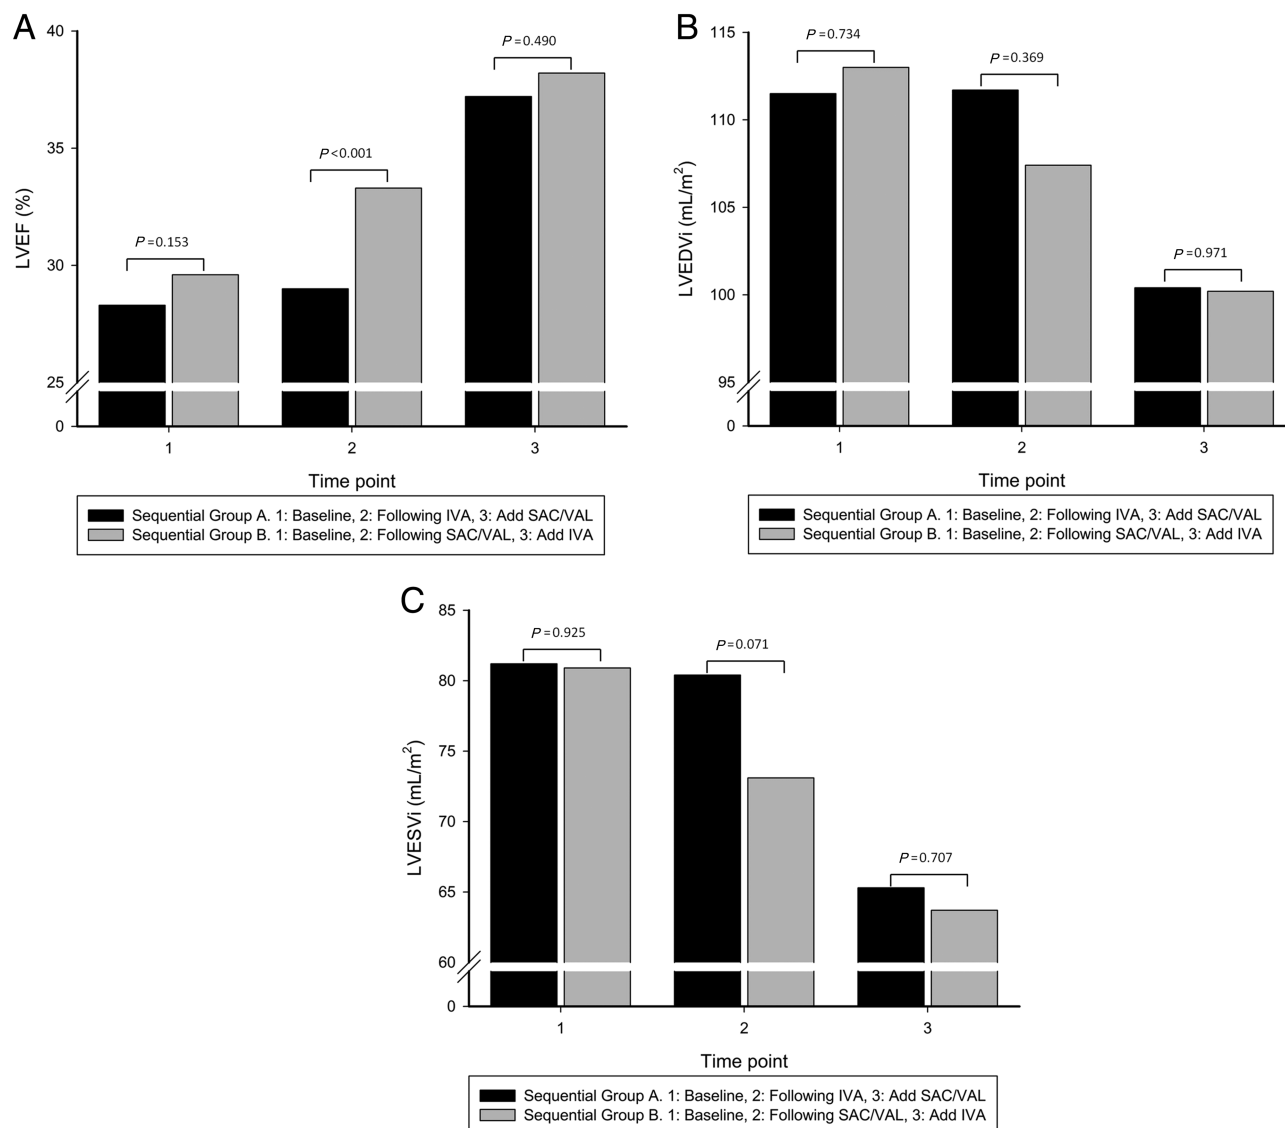 A
40
35
30
25
0
LVEF (%)
P=0.153
P<0.001
P=0.490
1 2 3
Time point
Sequential Group A. 1: Baseline, 2: Following IVA, 3: Add SAC/VAL
Sequential Group B. 1: Baseline, 2: Following SAC/VAL, 3: Add IVA
B
115
110
105
100
95
0
LVEDVi (mL/m²)
P=0.734
P=0.369
P=0.971
1 2 3
Time point
Sequential Group A. 1: Baseline, 2: Following IVA, 3: Add SAC/VAL
Sequential Group B. 1: Baseline, 2: Following SAC/VAL, 3: Add IVA
C
85
80
75
70
65
60
0
LVESVi (mL/m²)
P=0.925
P=0.071
P=0.707
1 2 3
Time point
Sequential Group A. 1: Baseline, 2: Following IVA, 3: Add SAC/VAL
Sequential Group B. 1: Baseline, 2: Following SAC/VAL, 3: Add IVA